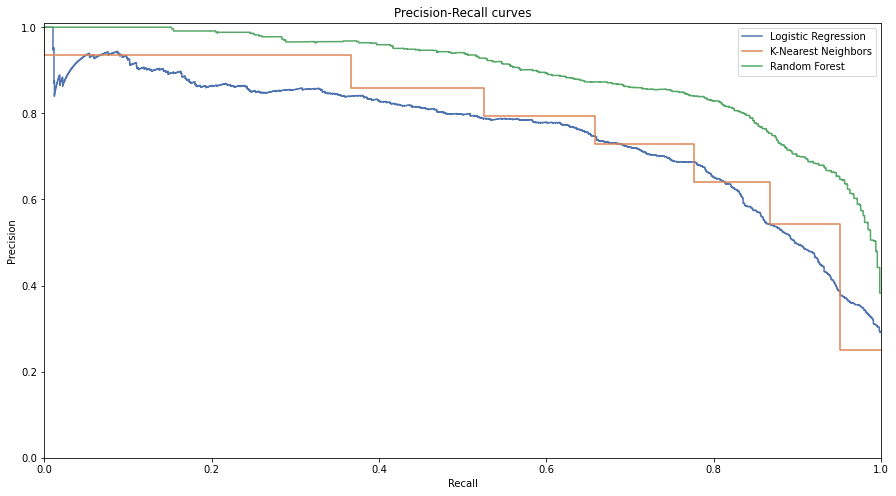 Precision-Recall curves
Logistic Regression
K-Nearest Neighbors
Random Forest
Precision
1.0
0.8
0.6
0.4
0.2
0.0
0.0 0.2 0.4 0.6 0.8 1.0
Recall